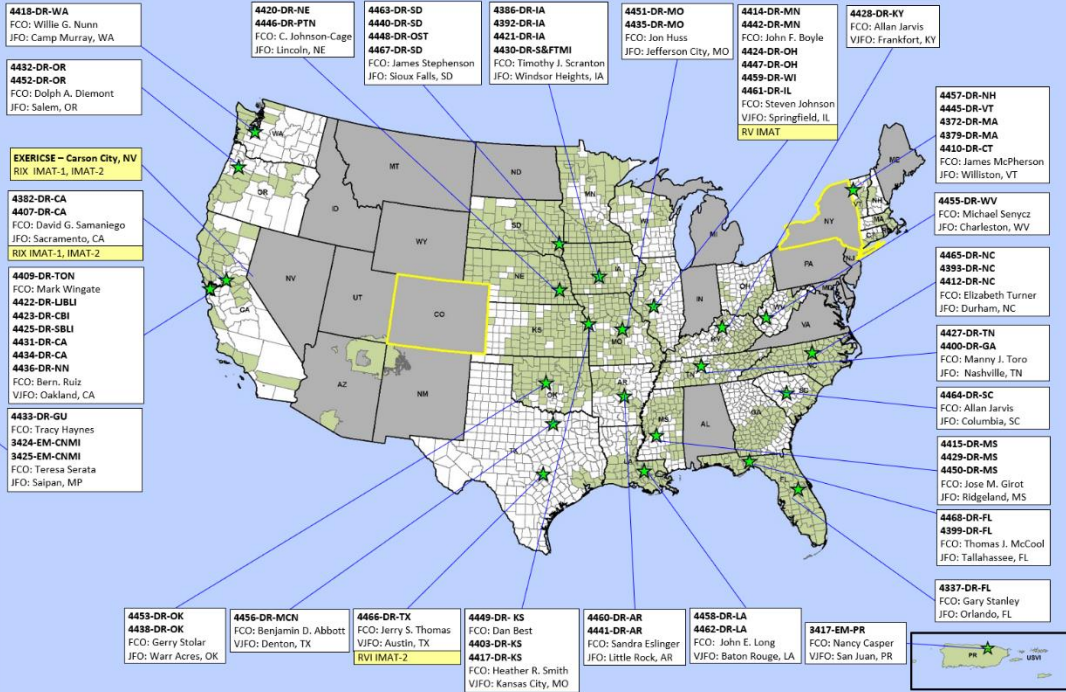 4418-DR-WA
FCO: Willie G. Nunn
JFO: Camp Murray, WA
4432-DR-OR
4452-DR-OR
FCO: Dolph A. Diemont
JFO: Salem, OR
EXERICSE – Carson City, NV
RIX IMAT-1, IMAT-2
4382-DR-CA
4407-DR-CA
FCO: David G. Samaniego
JFO: Sacramento, CA
RIX IMAT-1, IMAT-2
4409-DR-TON
FCO: Mark Wingate
4422-DR-LJBLI
4423-DR-CBI
4425-DR-SBLI
4431-DR-CA
4434-DR-CA
4436-DR-NN
FCO: Bern. Ruiz
VJFO: Oakland, CA
4433-DR-GU
FCO: Tracy Haynes
3424-EM-CNMI
3425-EM-CNMI
FCO: Teresa Serata
JFO: Saipan, MP
4420-DR-NE
4446-DR-PTN
FCO: C. Johnson-Cage
JFO: Lincoln, NE
4463-DR-SD
4440-DR-SD
4448-DR-OST
4467-DR-SD
FCO: James Stephenson
JFO: Sioux Falls, SD
4386-DR-IA
4392-DR-IA
4421-DR-IA
4430-DR-S&FTMI
FCO: Timothy J. Scranton
JFO: Windsor Heights, IA
4451-DR-MO
4435-DR-MO
FCO: Jon Huss
JFO: Jefferson City, MO
4414-DR-MN
4442-DR-MN
FCO: John F. Boyle
4424-DR-OH
4447-DR-OH
4459-DR-WI
4461-DR-IL
FCO: Steven Johnson
VJFO: Springfield, IL
RV IMAT
4428-DR-KY
FCO: Allan Jarvis
VJFO: Frankfort, KY
4457-DR-NH
4445-DR-VT
4372-DR-MA
4379-DR-MA
4410-DR-CT
FCO: James McPherson
JFO: Williston, VT
4455-DR-WV
FCO: Michael Senycz
JFO: Charleston, WV
4465-DR-NC
4393-DR-NC
4412-DR-NC
FCO: Elizabeth Turner
JFO: Durham, NC
4427-DR-TN
4400-DR-GA
FCO: Manny J. Toro
JFO: Nashville, TN
4464-DR-SC
FCO: Allan Jarvis
JFO: Columbia, SC
4415-DR-MS
4429-DR-MS
4450-DR-MS
FCO: Jose M. Girot
JFO: Ridgeland, MS
4468-DR-FL
4399-DR-FL
FCO: Thomas J. McCool
JFO: Tallahassee, FL
4337-DR-FL
FCO: Gary Stanley
JFO: Orlando, FL
WA
MT
ND
MN
OR
ID
SD
WI
WY
NE
IA
NV
UT
CO
KS
MO
IN
OH
CA
AZ
NM
OK
AR
TX
MS
AL
GA
SC
NC
VA
KY
PA
NY
NJ
ME
VT
NH
MA
LA
FL
4453-DR-OK
4438-DR-OK
FCO: Gerry Stolar
JFO: Warr Acres, OK
4456-DR-MCN
FCO: Benjamin D. Abbott
VJFO: Denton, TX
4466-DR-TX
FCO: Jerry S. Thomas
VJFO: Austin, TX
RVI IMAT-2
4449-DR- KS
FCO: Dan Best
4403-DR-KS
4417-DR-KS
FCO: Heather R. Smith
VJFO: Kansas City, MO
4460-DR-AR
4441-DR-AR
FCO: Sandra Eslinger
JFO: Little Rock, AR
4458-DR-LA
4462-DR-LA
FCO: John E. Long
VJFO: Baton Rouge, LA
3417-EM-PR
FCO: Nancy Casper
VJFO: San Juan, PR
PR
USVI